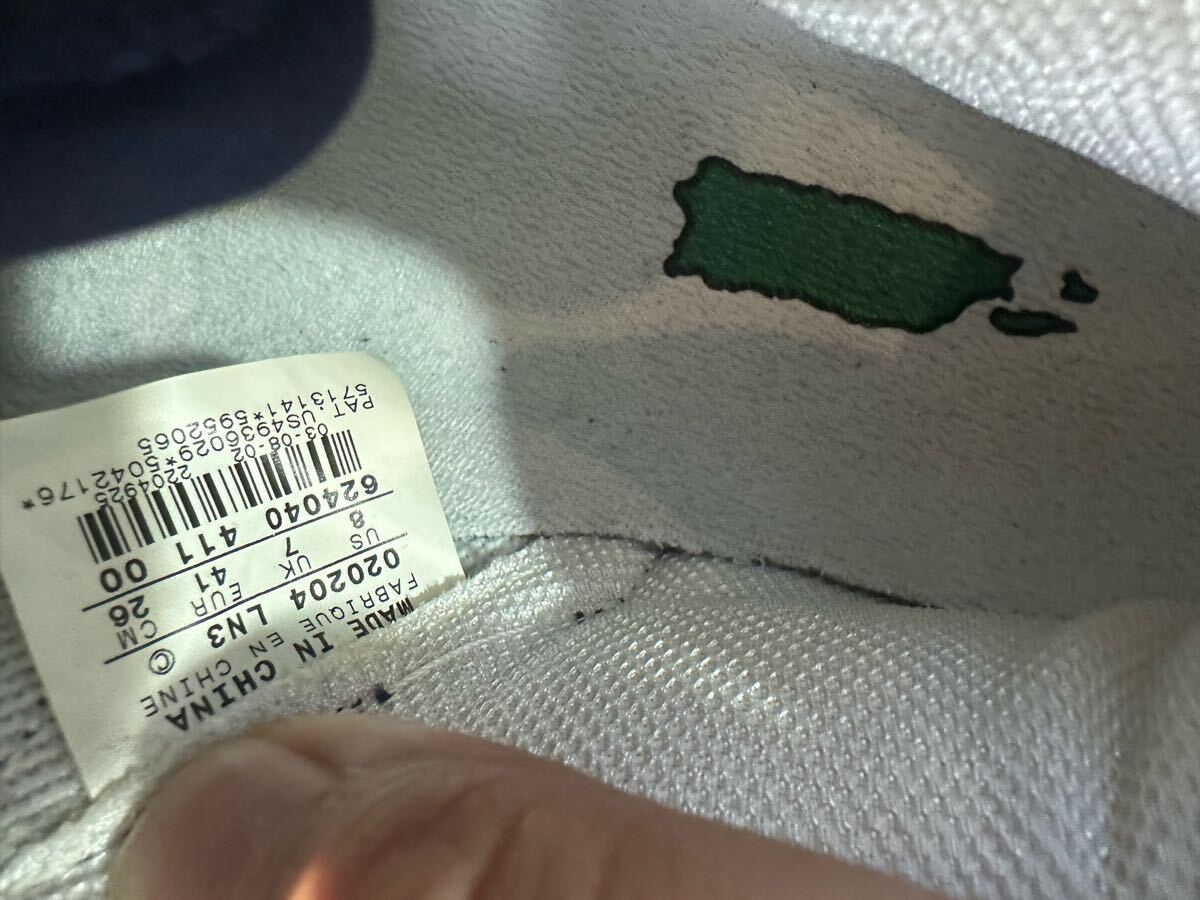 MADE IN CHINA
FABRIQUE EN CHINE
020204 LN3 ©
US UK EUR CM
8 7 41 26
624040 411 00
2204925
03-08-02 02
PAT. US4936029*5042176*
5713141*5952065